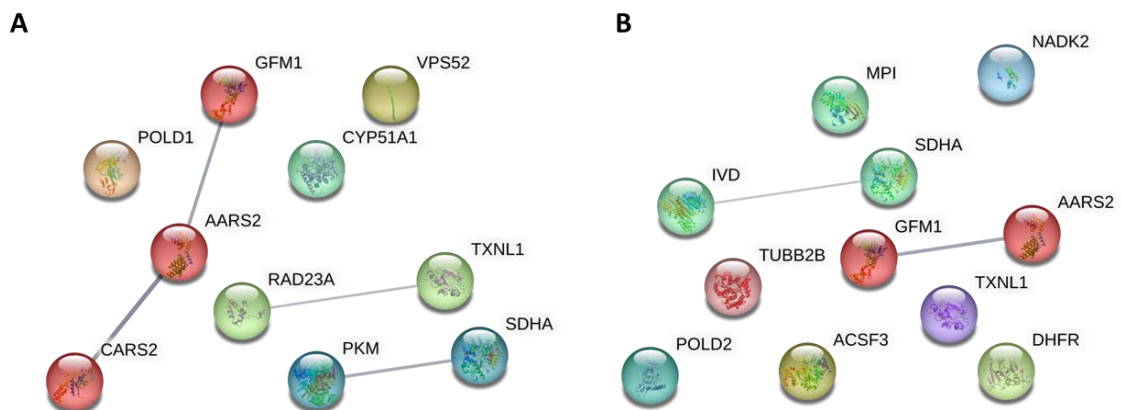 A
GFM1
VPS52
POLD1
CYP51A1
AARS2
RAD23A
TXNL1
CARS2
PKM
SDHA
B
NADK2
MPI
SDHA
IVD
AARS2
GFM1
TUBB2B
TXNL1
POLD2
ACSF3
DHFR